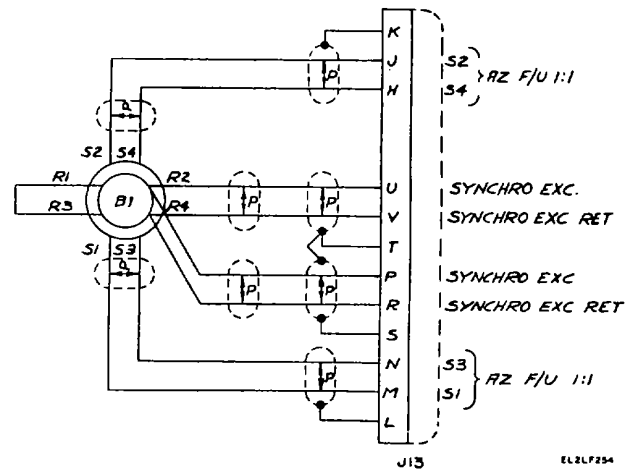 K
J S2
P AZ F/U 1:1
H S4
S2 S4
R1 R2
B1
R3 R4
S1 S3
P P
U SYNCHRO EXC.
V SYNCHRO EXC RET
T
P SYNCHRO EXC
P P
R SYNCHRO EXC RET
S
N S3
P AZ F/U 1:1
M S1
L
J13
EL2LF254